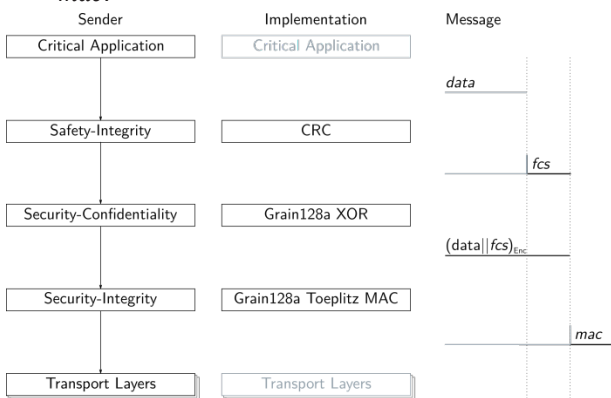 Sender Implementation Message
Critical Application Critical Application
data
Safety-Integrity CRC
fcs
Security-Confidentiality Grain128a XOR
(data||fcs)Enc
Security-Integrity Grain128a Toeplitz MAC
mac
Transport Layers Transport Layers